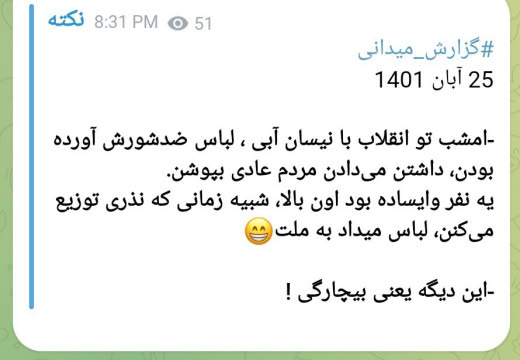 نکته 8:31 PM 51
#گزارش_میدانی
25 آبان 1401
-امشب تو انقلاب با نیسان آبی ، لباس ضدشورش آورده
بودن، داشتن می‌دادن مردم عادی بپوشن.
یه نفر وایساده بود اون بالا، شبیه زمانی که نذری توزیع
می‌کنن، لباس میداد به ملت😁
-این دیگه یعنی بیچارگی !